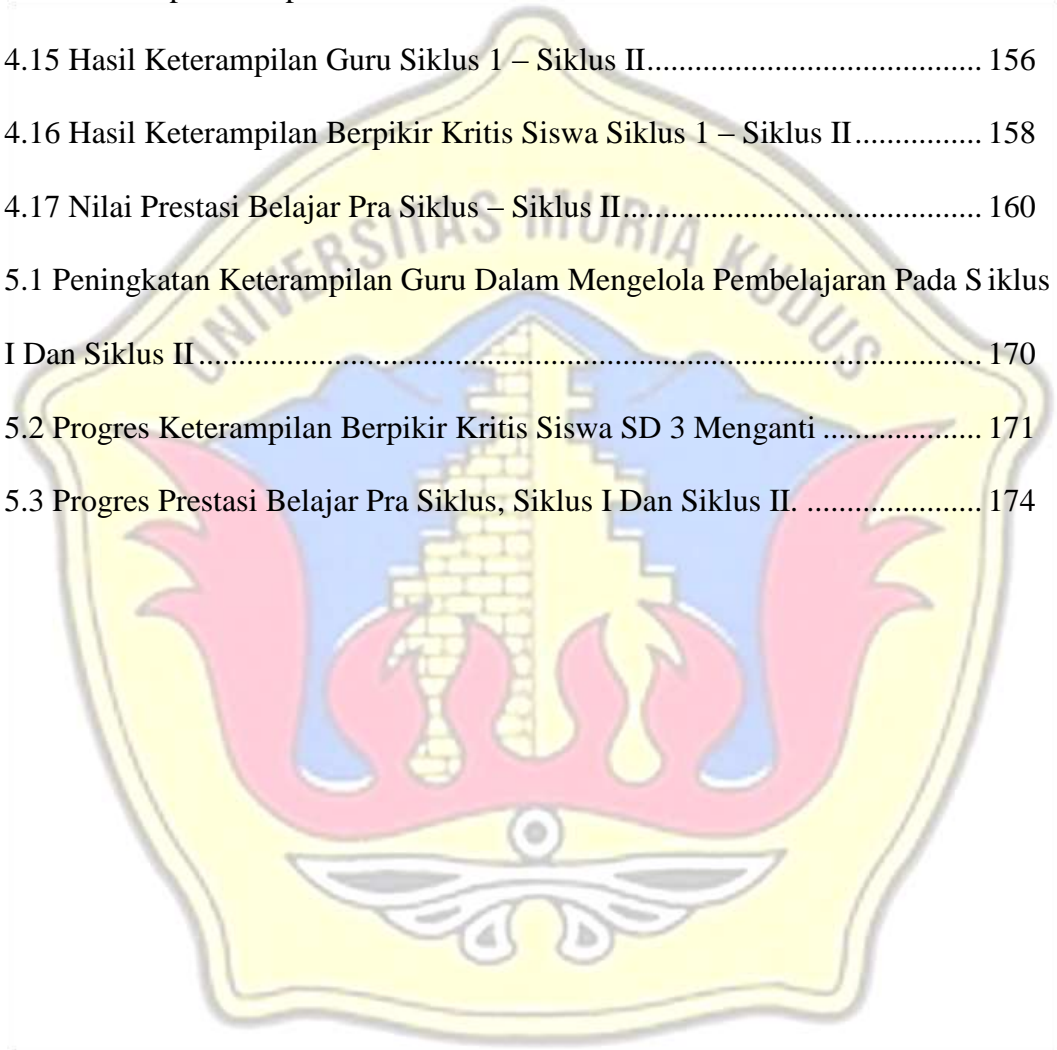 4.15 Hasil Keterampilan Guru Siklus 1 – Siklus II..................................... 156
4.16 Hasil Keterampilan Berpikir Kritis Siswa Siklus 1 – Siklus II............... 158
4.17 Nilai Prestasi Belajar Pra Siklus – Siklus II........................................ 160
UNIVERSITAS MURIA KUDUS
5.1 Peningkatan Keterampilan Guru Dalam Mengelola Pembelajaran Pada S iklus
I Dan Siklus II...................................................................................... 170
5.2 Progres Keterampilan Berpikir Kritis Siswa SD 3 Menganti ................... 171
5.3 Progres Prestasi Belajar Pra Siklus, Siklus I Dan Siklus II. ..................... 174